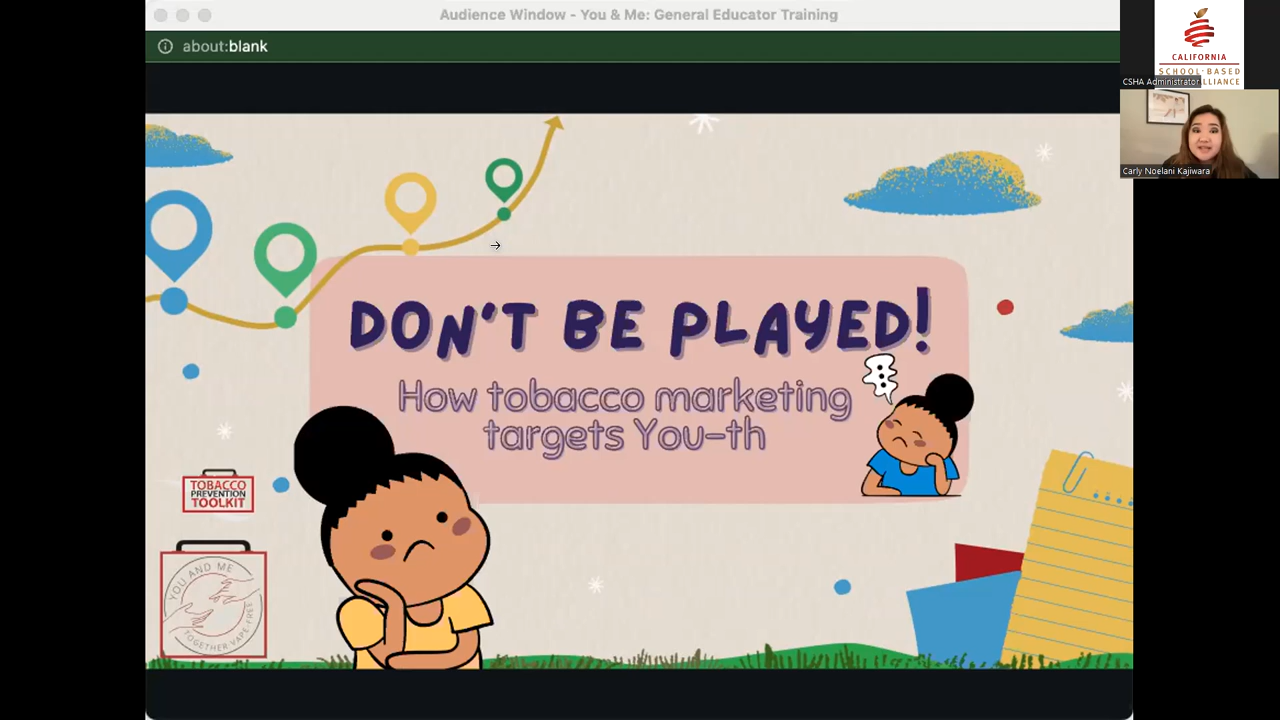 Audience Window - You & Me: General Educator Training
about:blank
DON'T BE PLAYED!
How tobacco marketing
targets You-th
TOBACCO
PREVENTION
TOOLKIT
YOU AND ME
TOGETHER VAPE-FREE
CALIFORNIA
SCHOOL-BASED
LLIANCE
CSHA Administrator
Carly Noelani Kajiwara